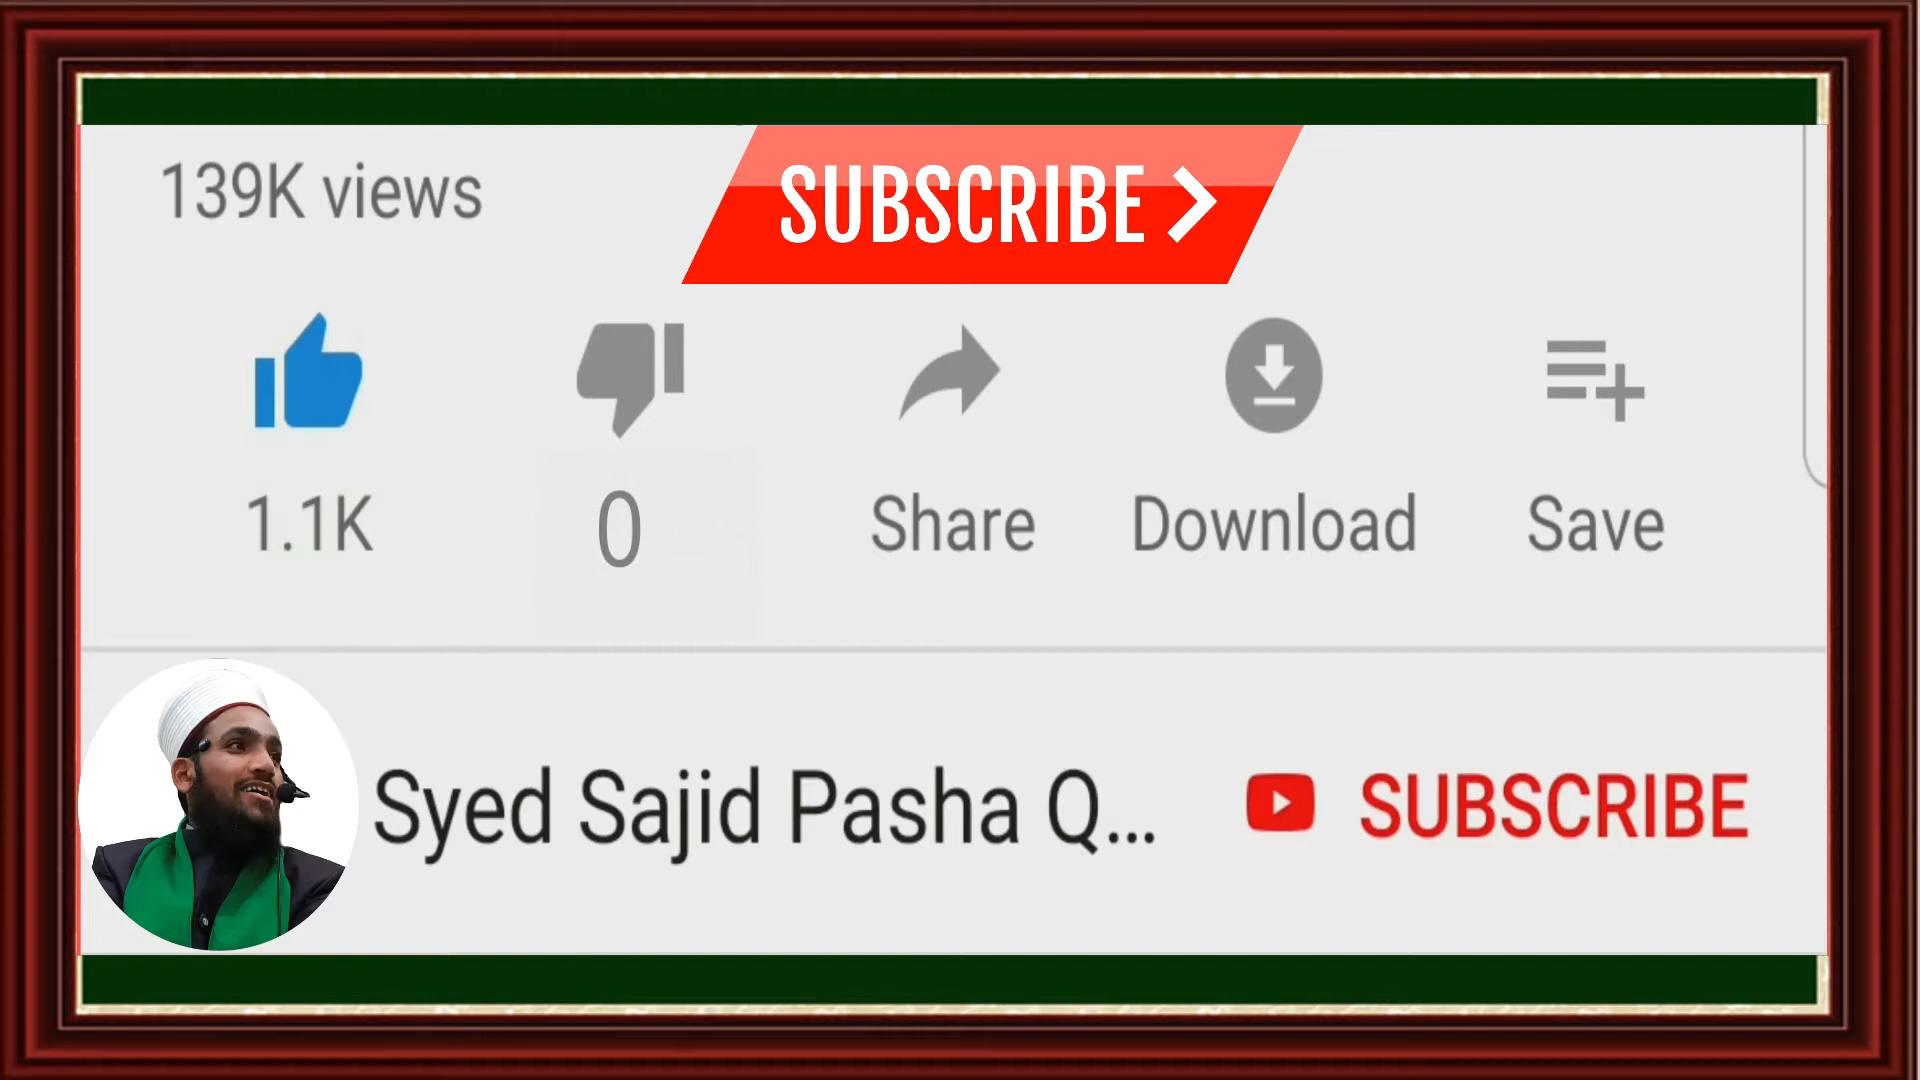 139K views
SUBSCRIBE
1.1K
0
Share
Download
Save
Syed Sajid Pasha Q...
SUBSCRIBE